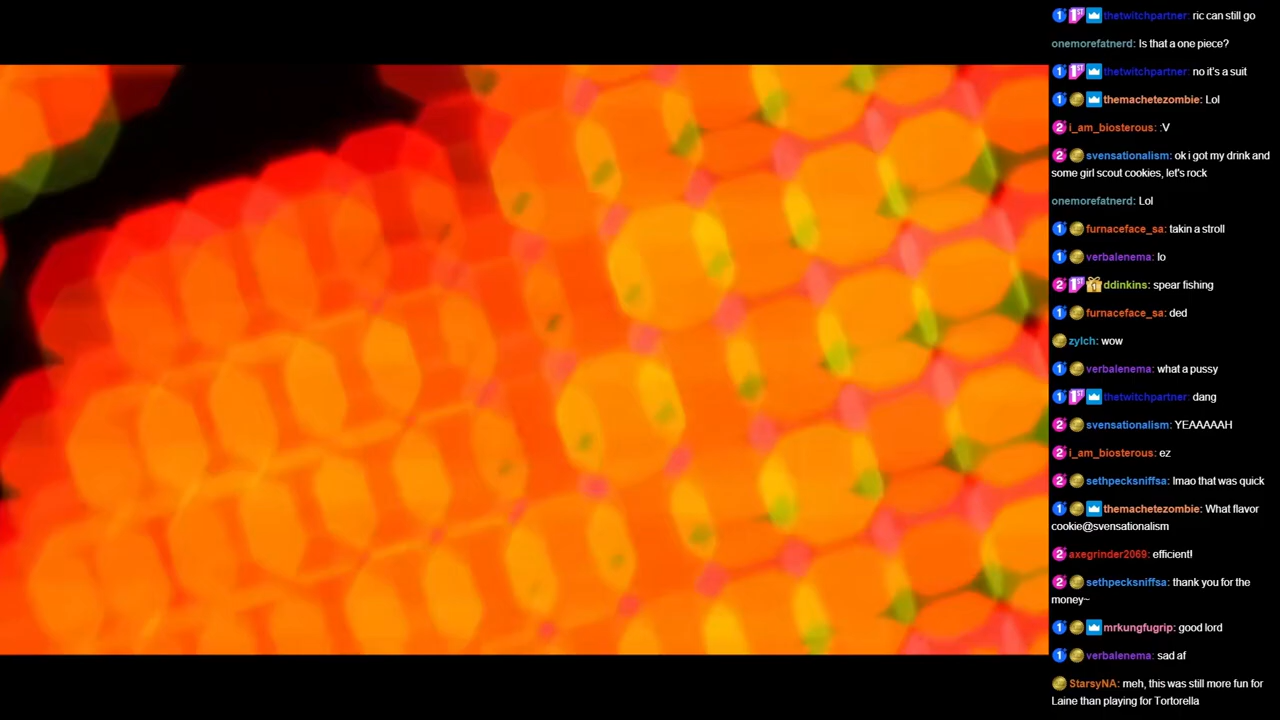 thetwitchpartner: ric can still go
onemorefatnerd: Is that a one piece?
thetwitchpartner: no it's a suit
themachetezombie: Lol
i_am_biosterous: :V
svensationalism: ok i got my drink and
some girl scout cookies, let's rock
onemorefatnerd: Lol
furnaceface_sa: takin a stroll
verbalenema: lo
ddinkins: spear fishing
furnaceface_sa: ded
zylch: wow
verbalenema: what a pussy
thetwitchpartner: dang
svensationalism: YEAAAAAH
i_am_biosterous: ez
sethpecksniffsa: lmao that was quick
themachetezombie: What flavor
cookie@svensationalism
axegrinder2069: efficient!
sethpecksniffsa: thank you for the
money~
mrkungfugrip: good lord
verbalenema: sad af
StarsyNA: meh, this was still more fun for
Laine than playing for Tortorella